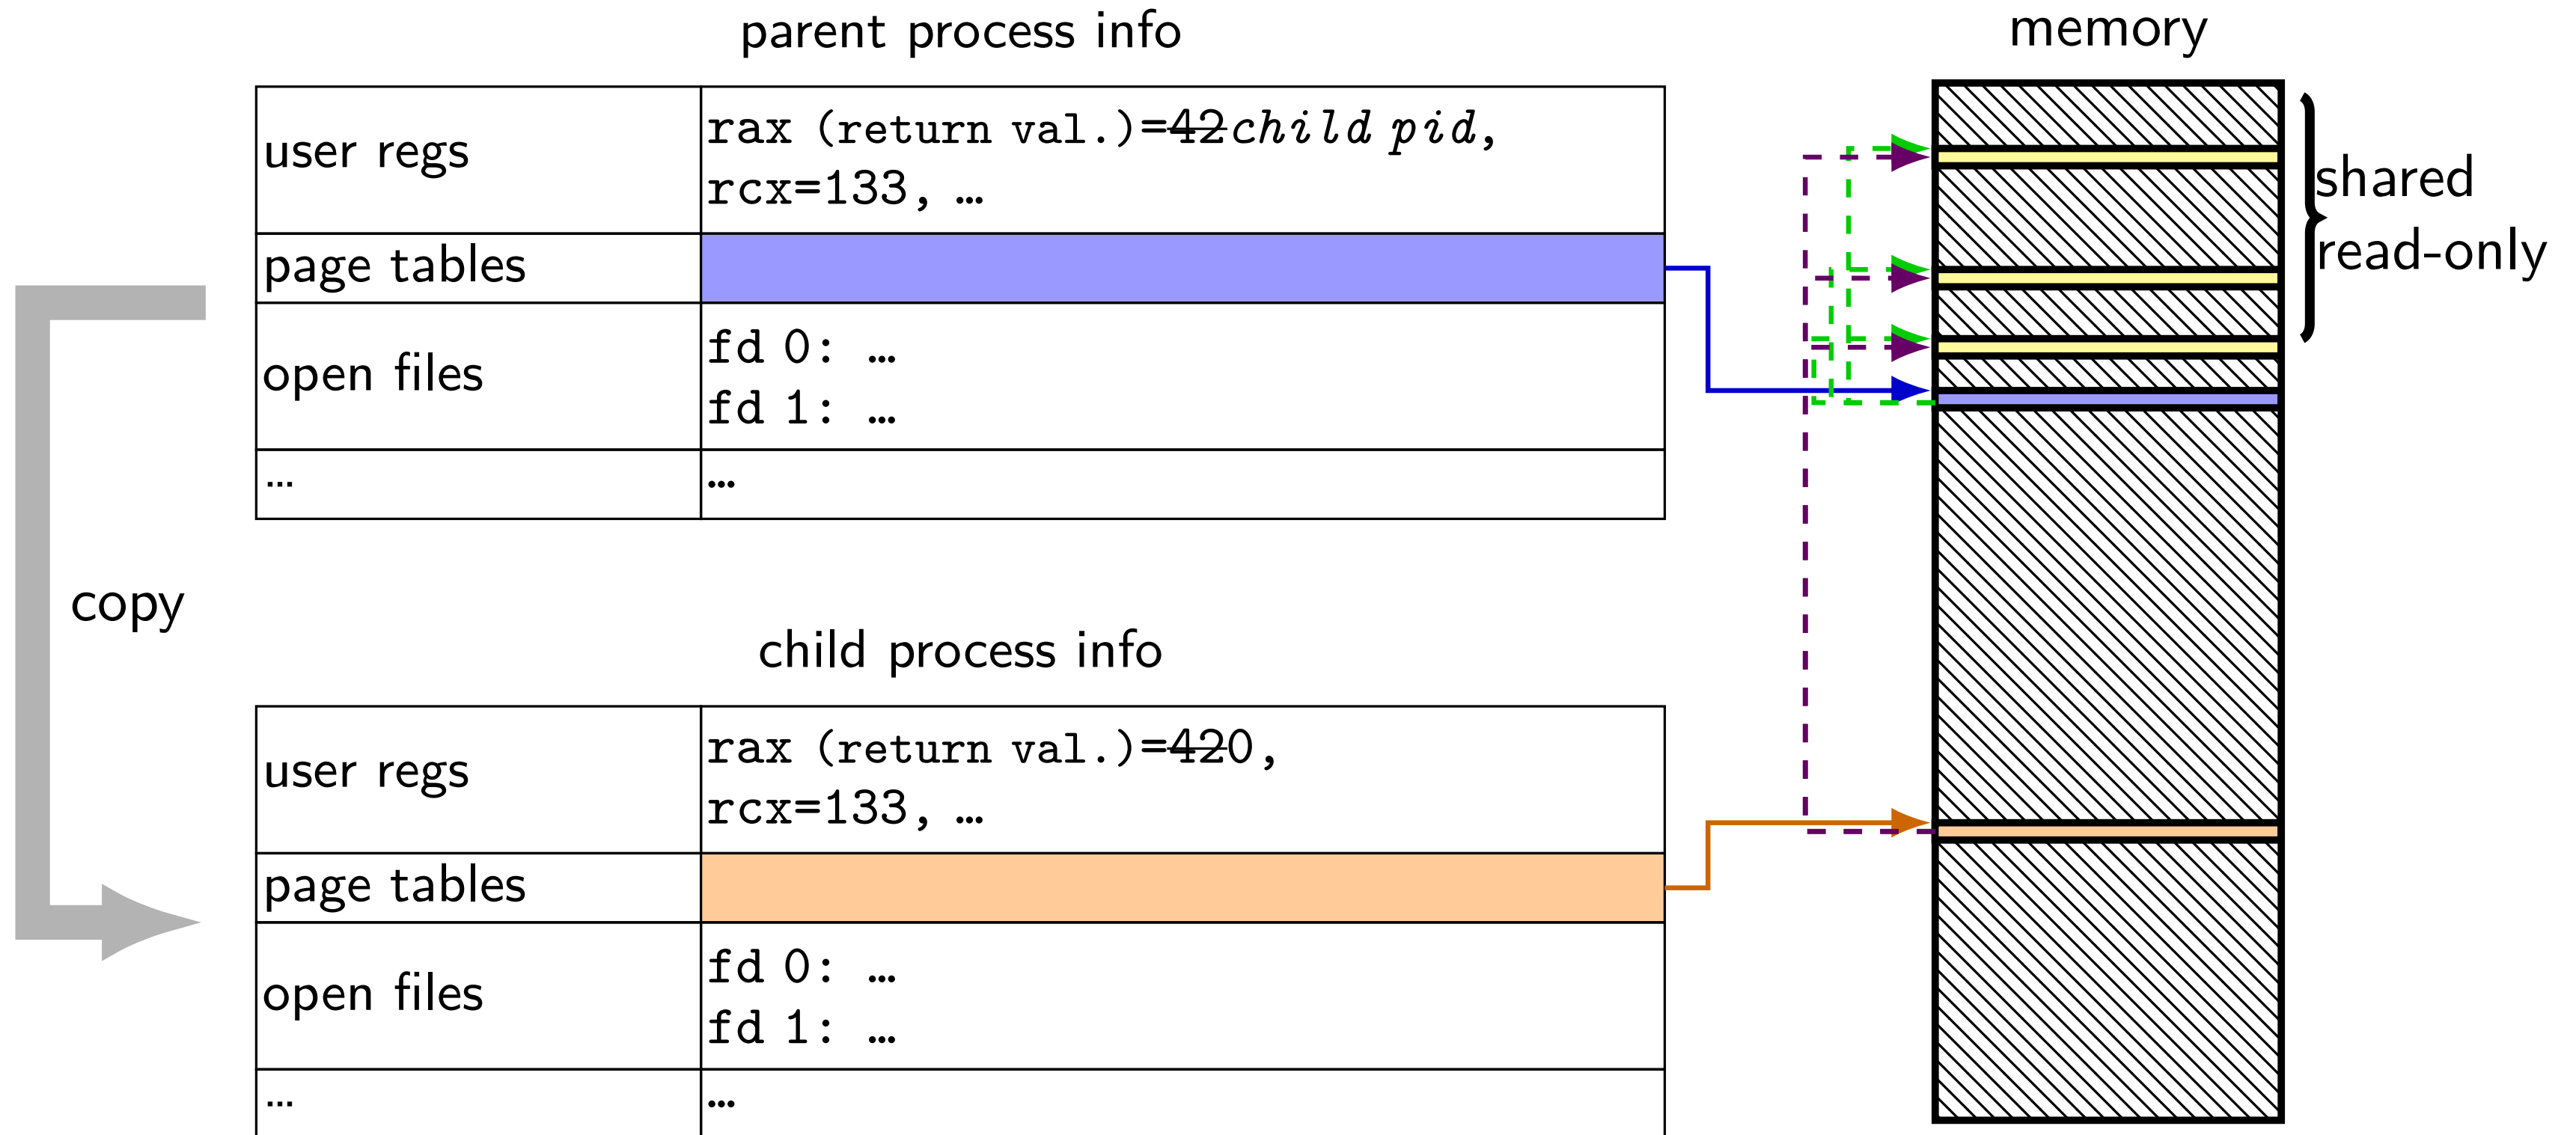 parent process info
memory
user regs
rax (return val.)=42child pid,
rcx=133, …
shared
read-only
page tables
open files
fd 0: …
fd 1: …
… …
copy
child process info
user regs
rax (return val.)=420,
rcx=133, …
page tables
open files
fd 0: …
fd 1: …
… …